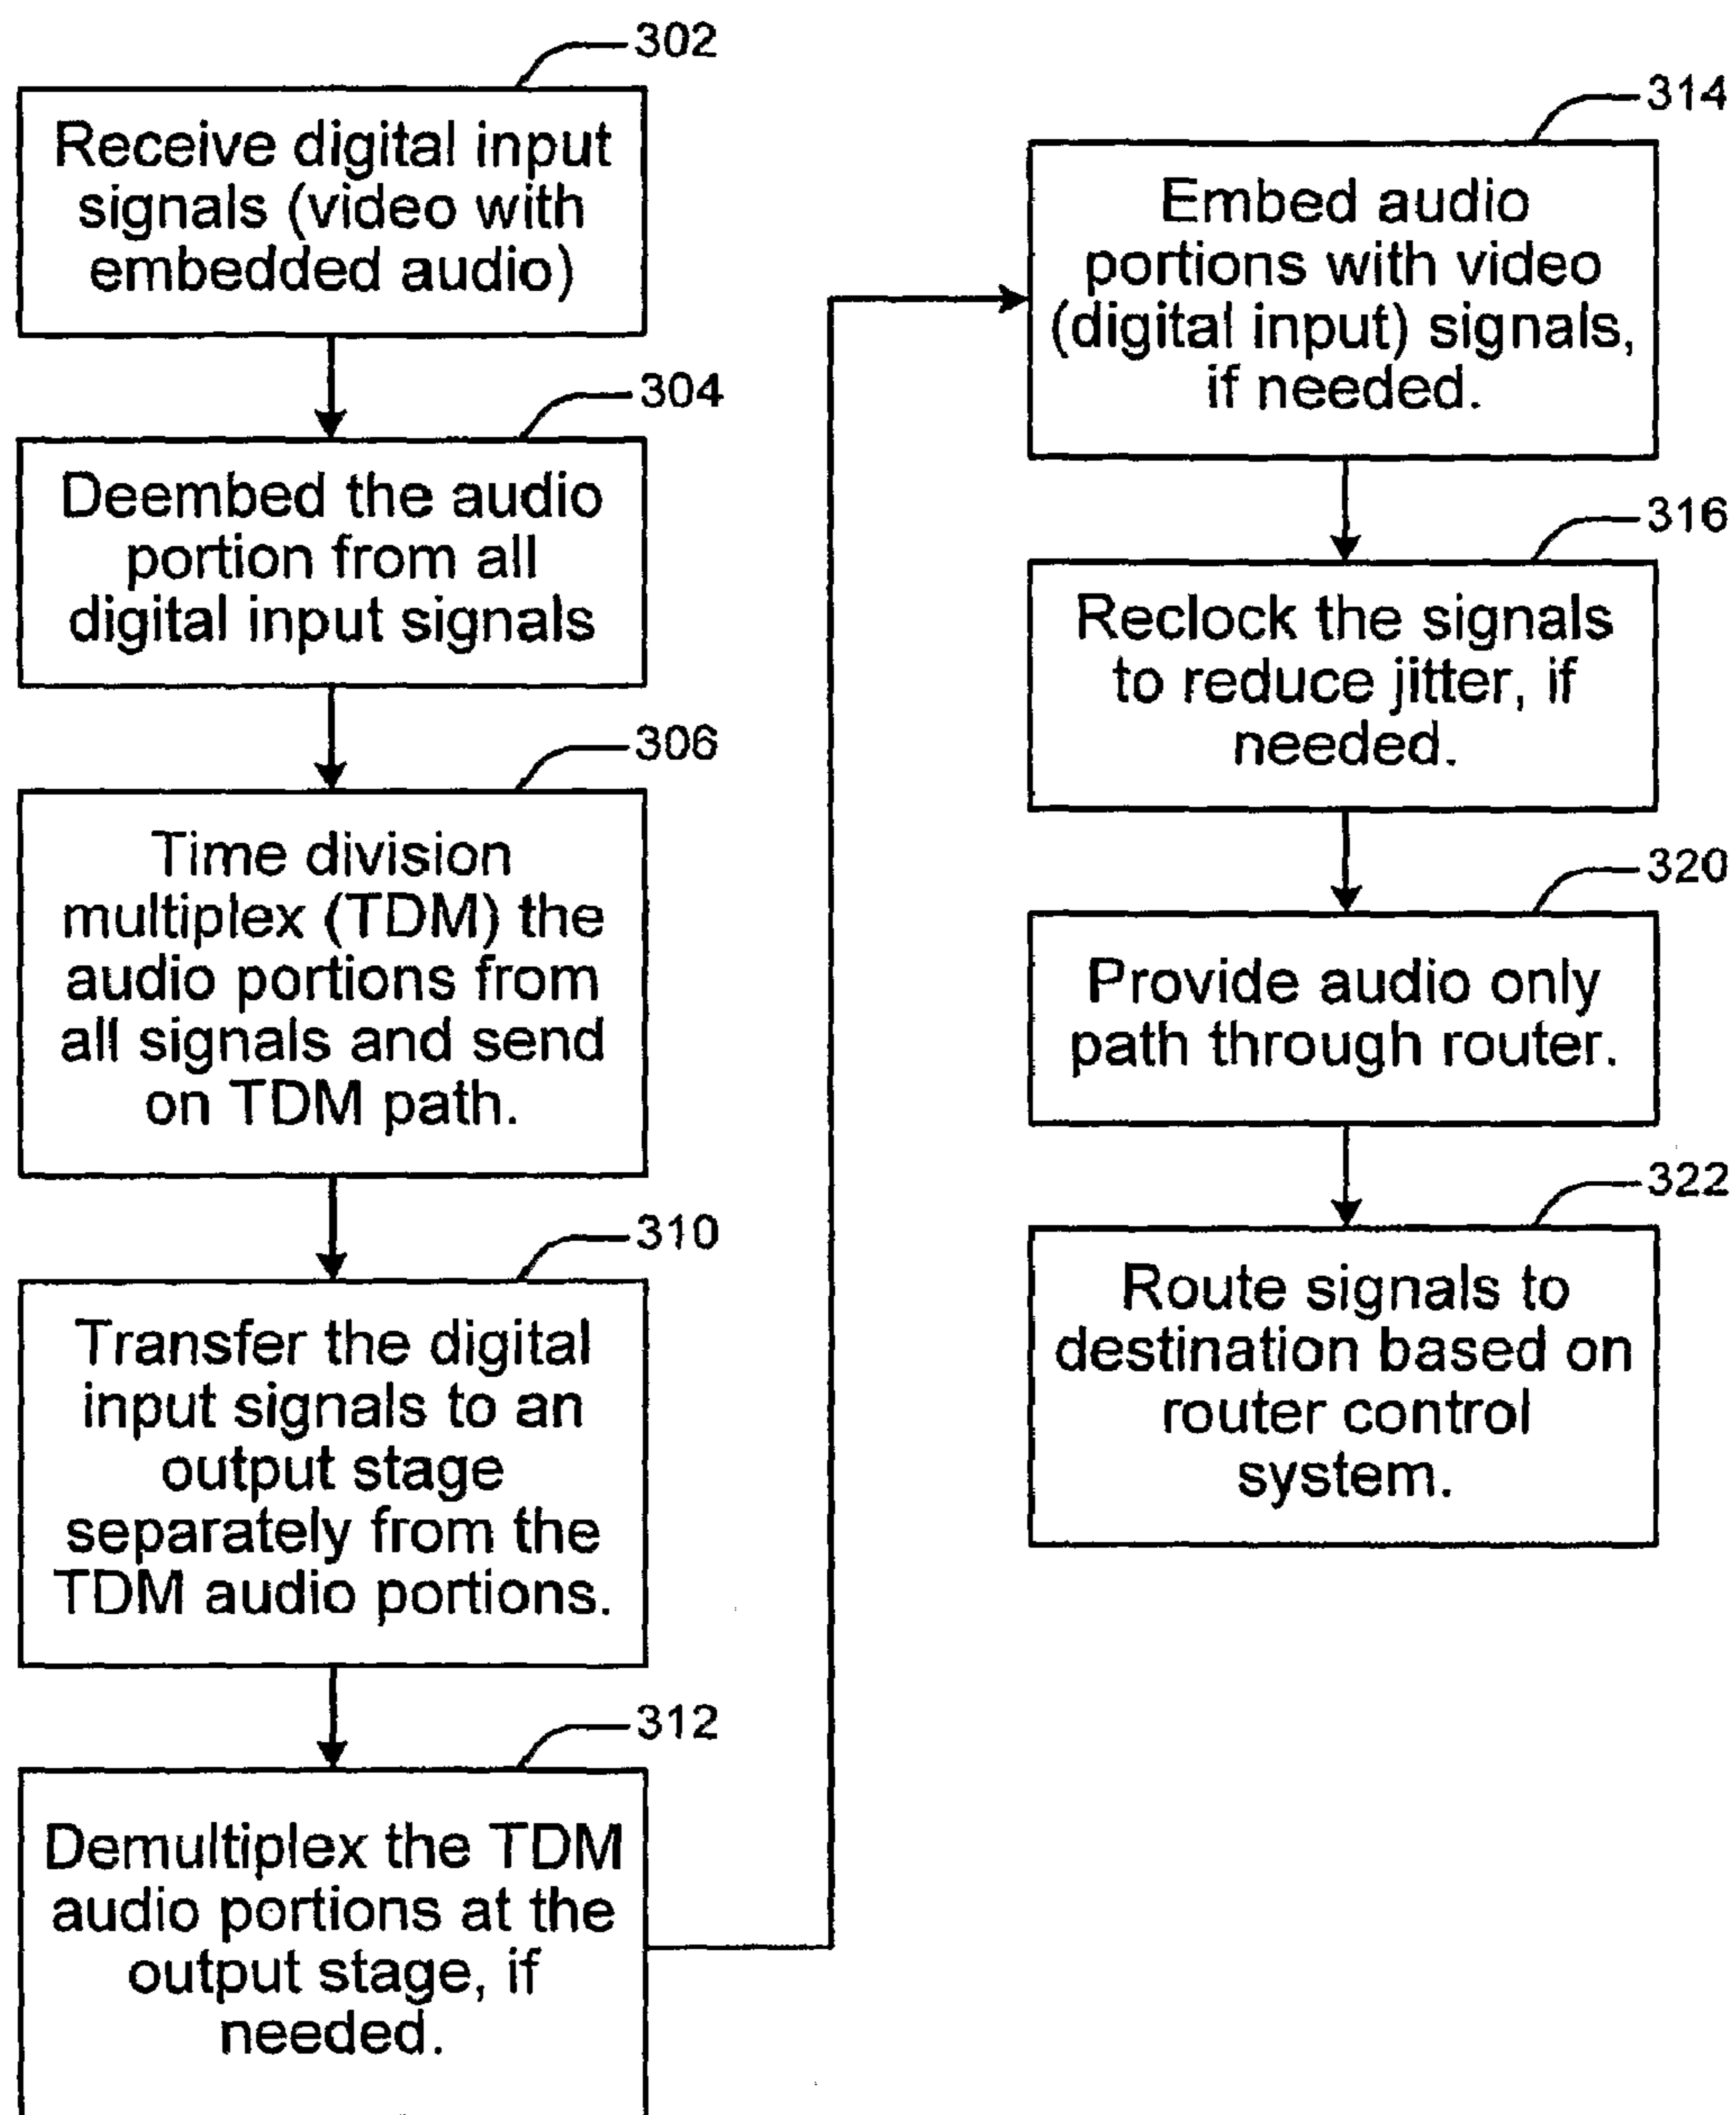 302
Receive digital input
signals (video with
embedded audio)
304
Deembed the audio
portion from all
digital input signals
306
Time division
multiplex (TDM) the
audio portions from
all signals and send
on TDM path.
310
Transfer the digital
input signals to an
output stage
separately from the
TDM audio portions.
312
Demultiplex the TDM
audio portions at the
output stage, if
needed.
314
Embed audio
portions with video
(digital input) signals,
if needed.
316
Reclock the signals
to reduce jitter, if
needed.
320
Provide audio only
path through router.
322
Route signals to
destination based on
router control
system.